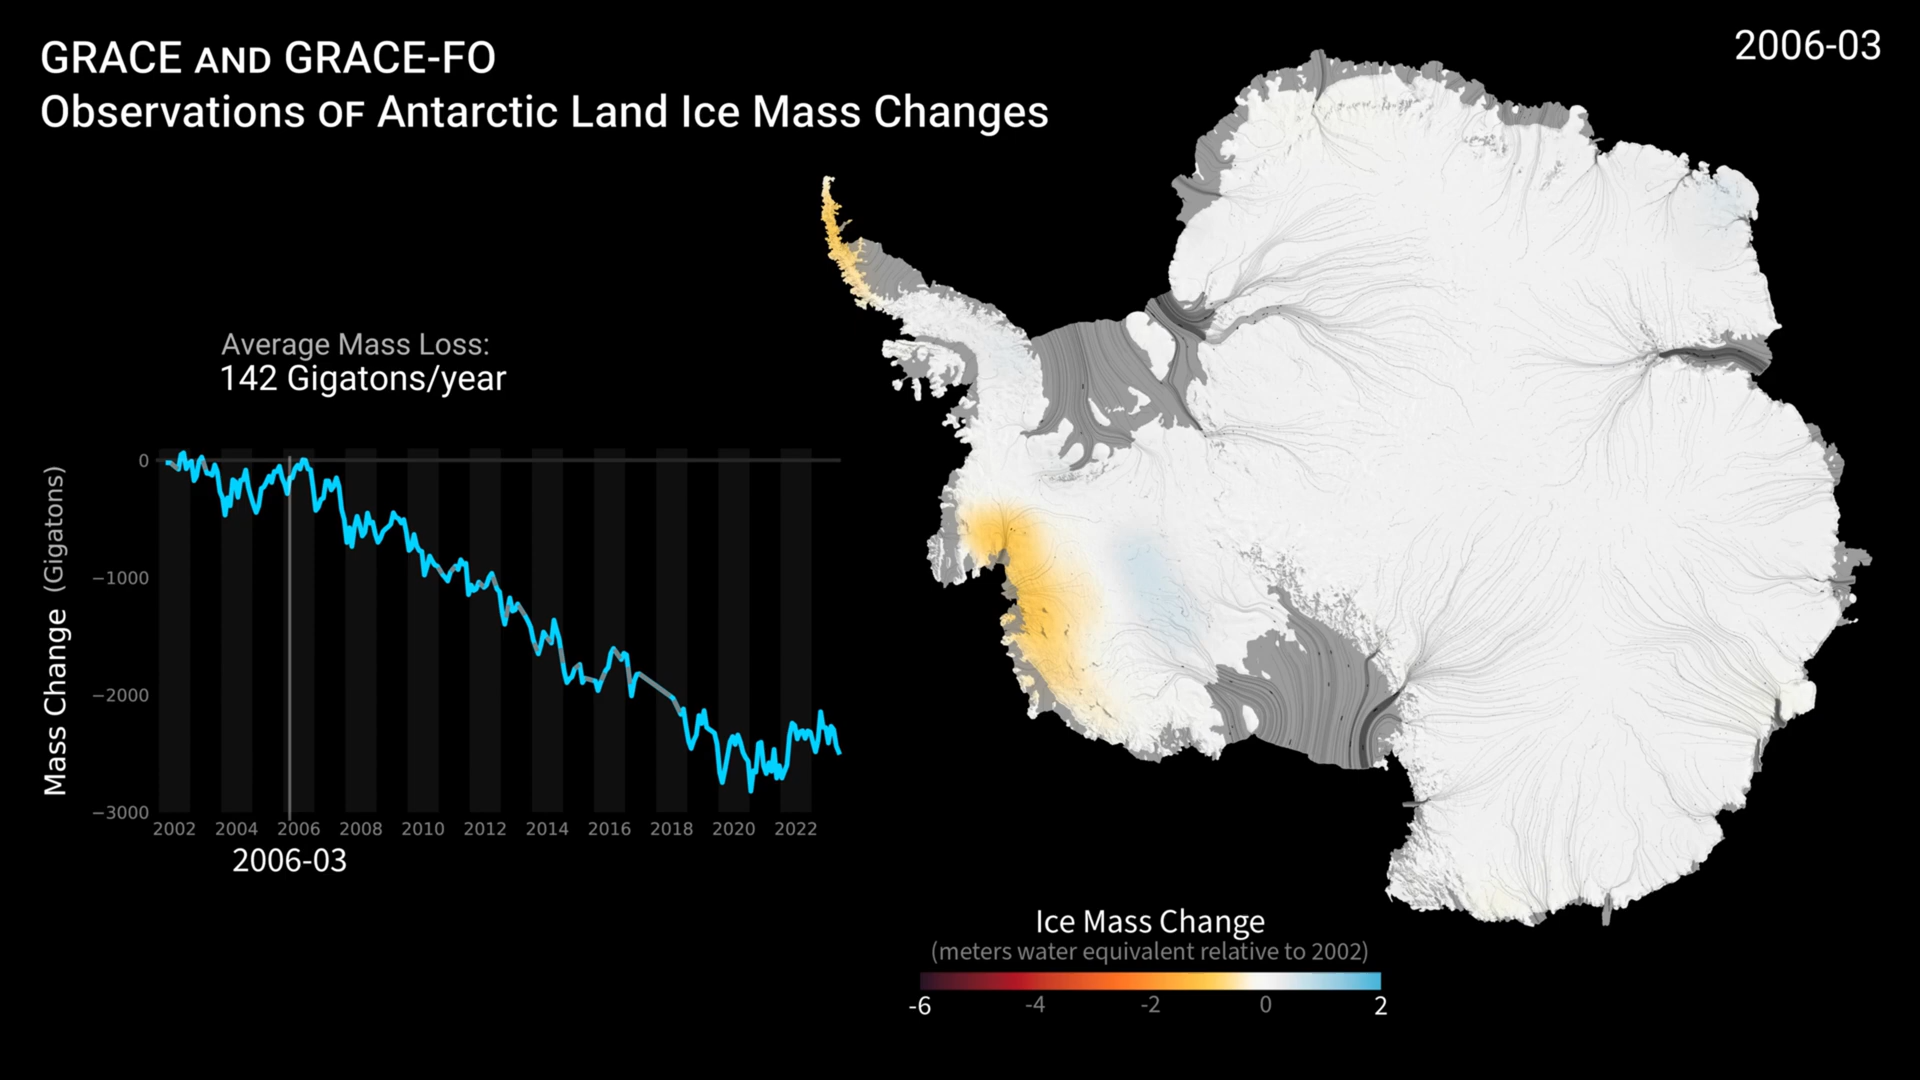 GRACE AND GRACE-FO
Observations OF Antarctic Land Ice Mass Changes
2006-03
Average Mass Loss:
142 Gigatons/year
Mass Change (Gigatons)
0
−1000
−2000
−3000
2002 2004 2006 2008 2010 2012 2014 2016 2018 2020 2022
2006-03
Ice Mass Change
(meters water equivalent relative to 2002)
-6 -4 -2 0 2